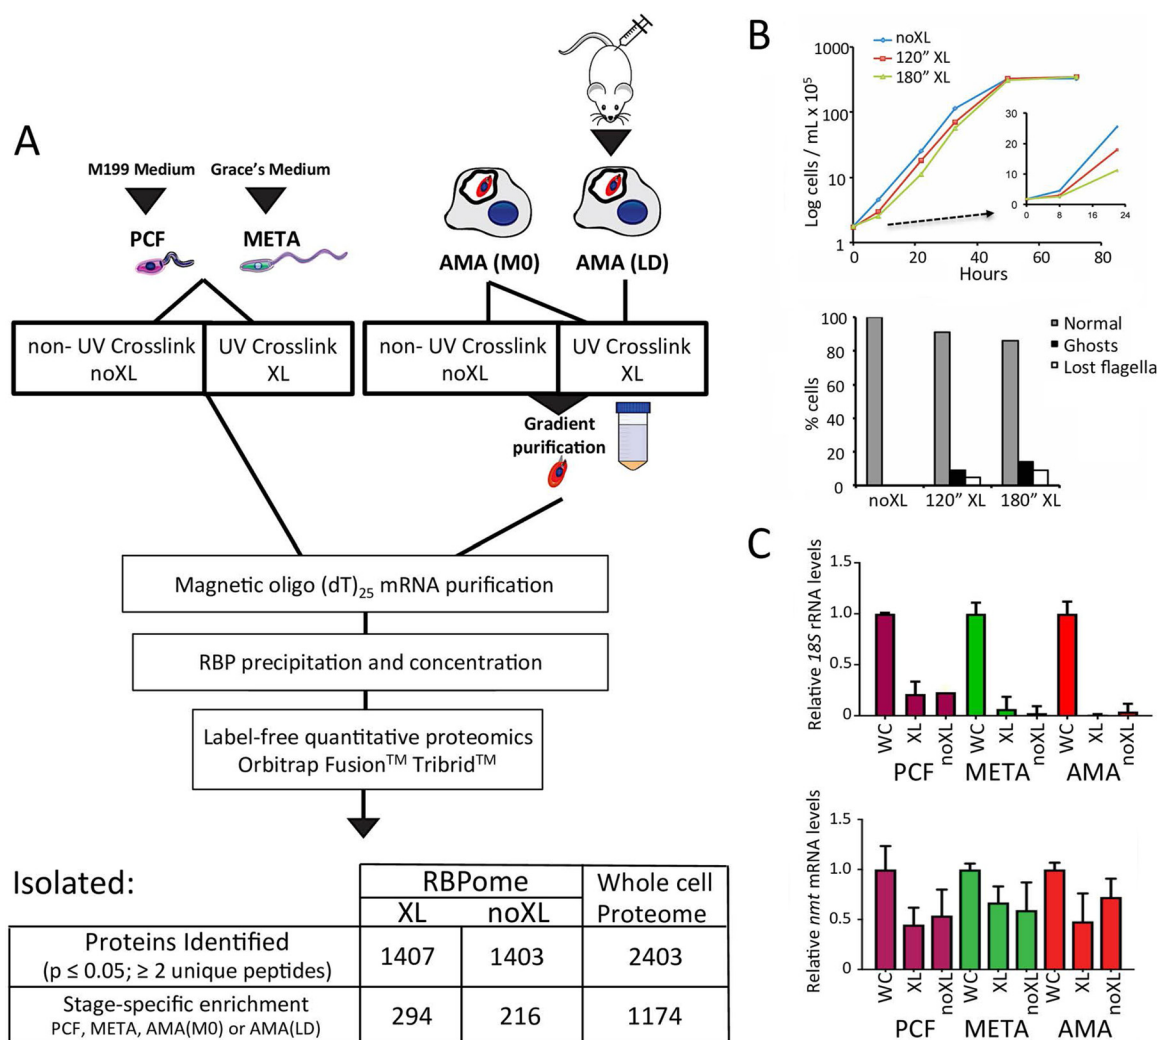 A
M199 Medium
Grace's Medium
PCF
META
AMA (M0)
AMA (LD)
non- UV Crosslink
noXL
UV Crosslink
XL
non- UV Crosslink
noXL
UV Crosslink
XL
Gradient
purification
Magnetic oligo (dT)25 mRNA purification
RBP precipitation and concentration
Label-free quantitative proteomics
Orbitrap Fusion™ Tribrid™
Isolated:
RBPome
Whole cell
Proteome
XL
noXL
Proteins Identified
(p ≤ 0.05; ≥ 2 unique peptides)
1407
1403
2403
Stage-specific enrichment
PCF, META, AMA(M0) or AMA(LD)
294
216
1174
B
noXL
120” XL
180” XL
Log cells / mL x 10⁵
1000
100
10
1
0
20
40
60
80
Hours
30
20
10
0
0
8
16
24
% cells
100
80
60
40
20
0
Normal
Ghosts
Lost flagella
noXL
120” XL
180” XL
C
Relative 18S rRNA levels
1.5
1.0
0.5
0
WC
XL
noXL
WC
XL
noXL
WC
XL
noXL
PCF
META
AMA
Relative nmt mRNA levels
1.5
1.0
0.5
0
WC
XL
noXL
WC
XL
noXL
WC
XL
noXL
PCF
META
AMA